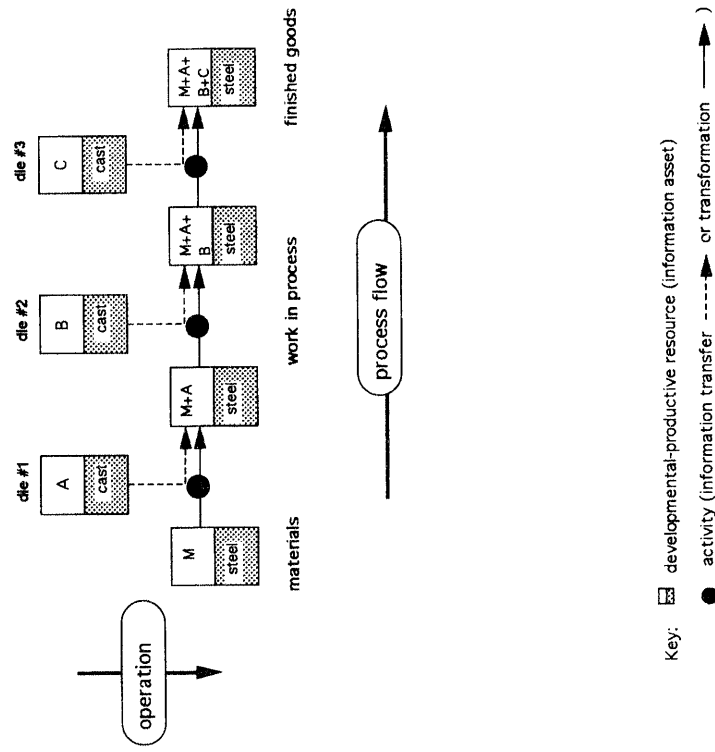 die #1
die #2
die #3
A
cast
B
cast
C
cast
operation
M
steel
M+A
steel
M+A+
B
steel
M+A+
B+C
steel
materials
work in process
finished goods
process flow
Key:
developmental-productive resource (information asset)
activity (information transfer or transformation )